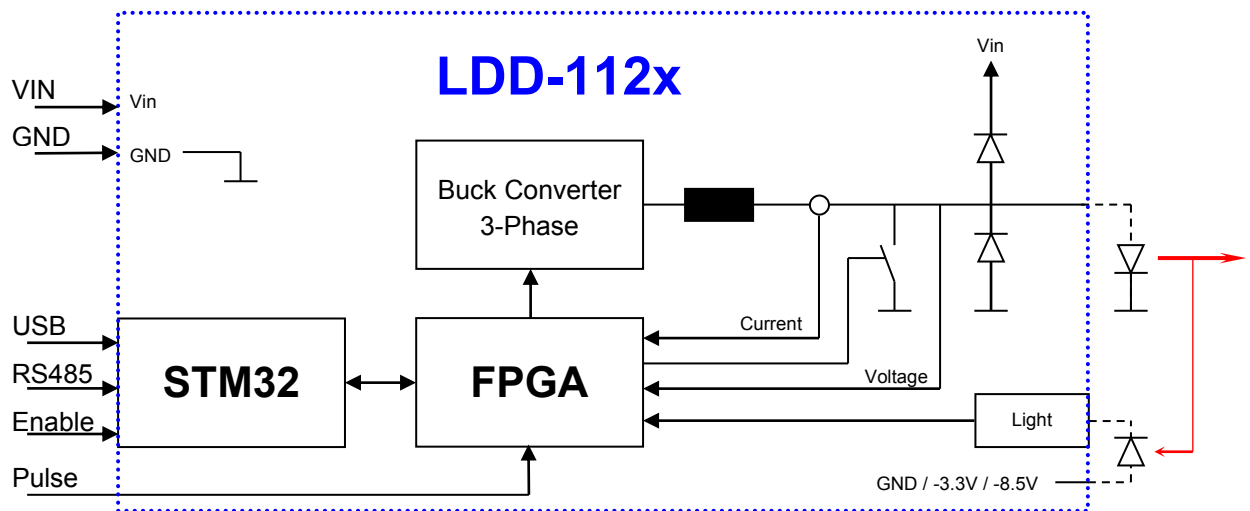 LDD-112x
Vin
VIN
Vin
GND
GND
Buck Converter
3-Phase
USB
RS485
Enable
Pulse
STM32
FPGA
Current
Voltage
Light
GND / -3.3V / -8.5V